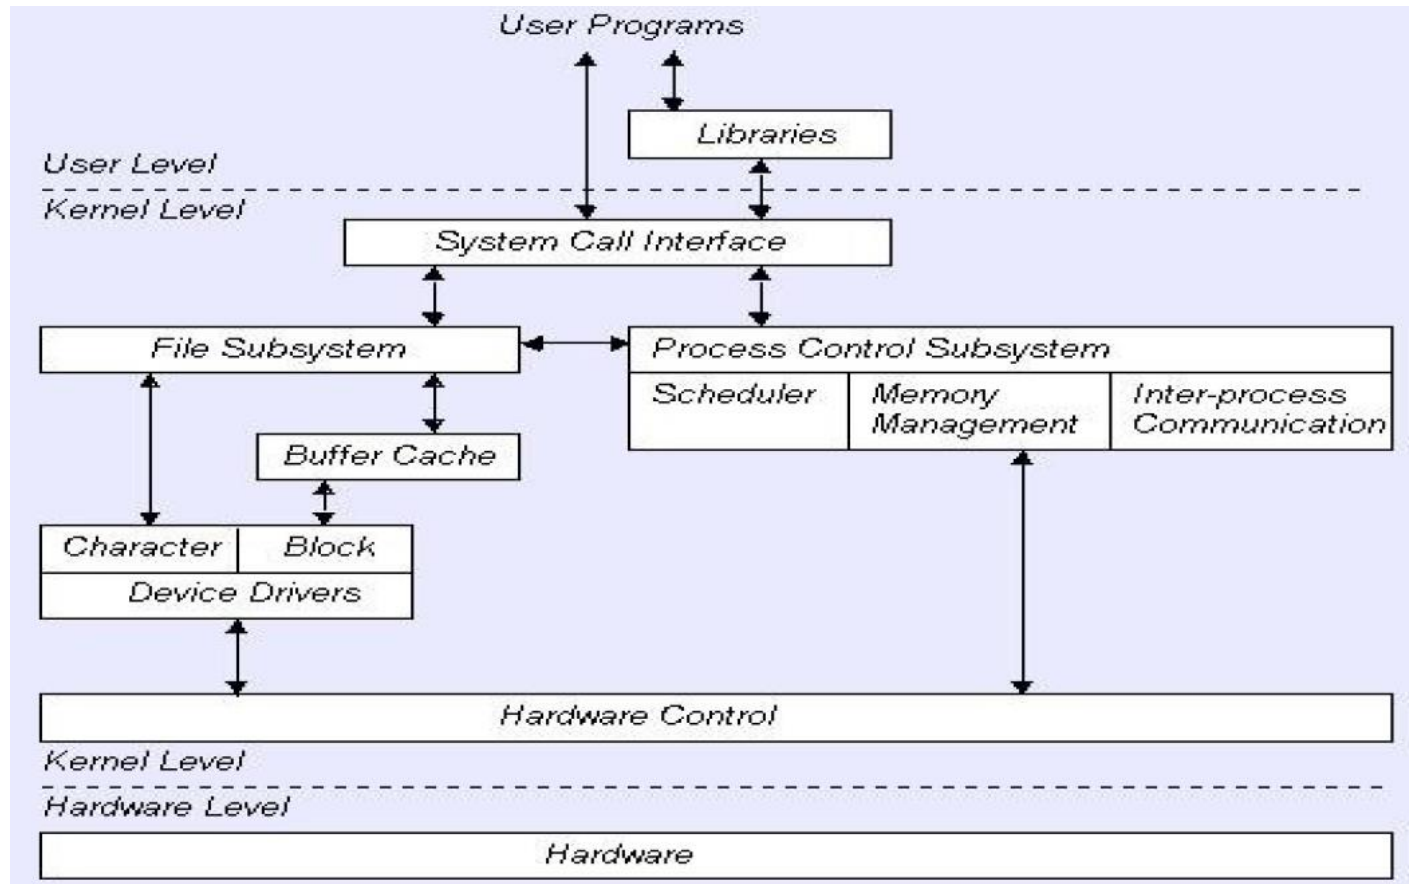 User Programs
Libraries
User Level
Kernel Level
System Call Interface
File Subsystem
Process Control Subsystem
Scheduler
Memory
Management
Inter-process
Communication
Buffer Cache
Character
Block
Device Drivers
Hardware Control
Kernel Level
Hardware Level
Hardware